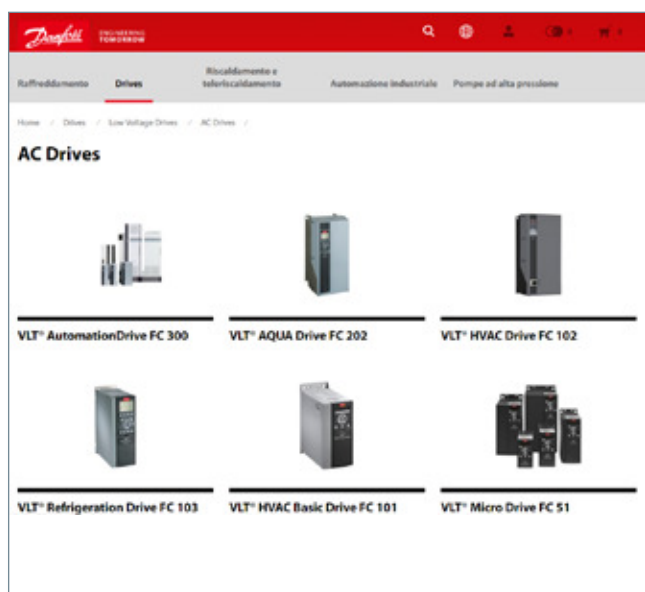 Danfoss
ENGINEERING
TOMORROW
Raffreddamento
Drives
Riscaldamento e
teleriscaldamento
Automazione industriale
Pompe ad alta pressione
Home / Drives / Low Voltage Drives / AC Drives /
AC Drives
VLT® AutomationDrive FC 300
VLT® AQUA Drive FC 202
VLT® HVAC Drive FC 102
VLT® Refrigeration Drive FC 103
VLT® HVAC Basic Drive FC 101
VLT® Micro Drive FC 51